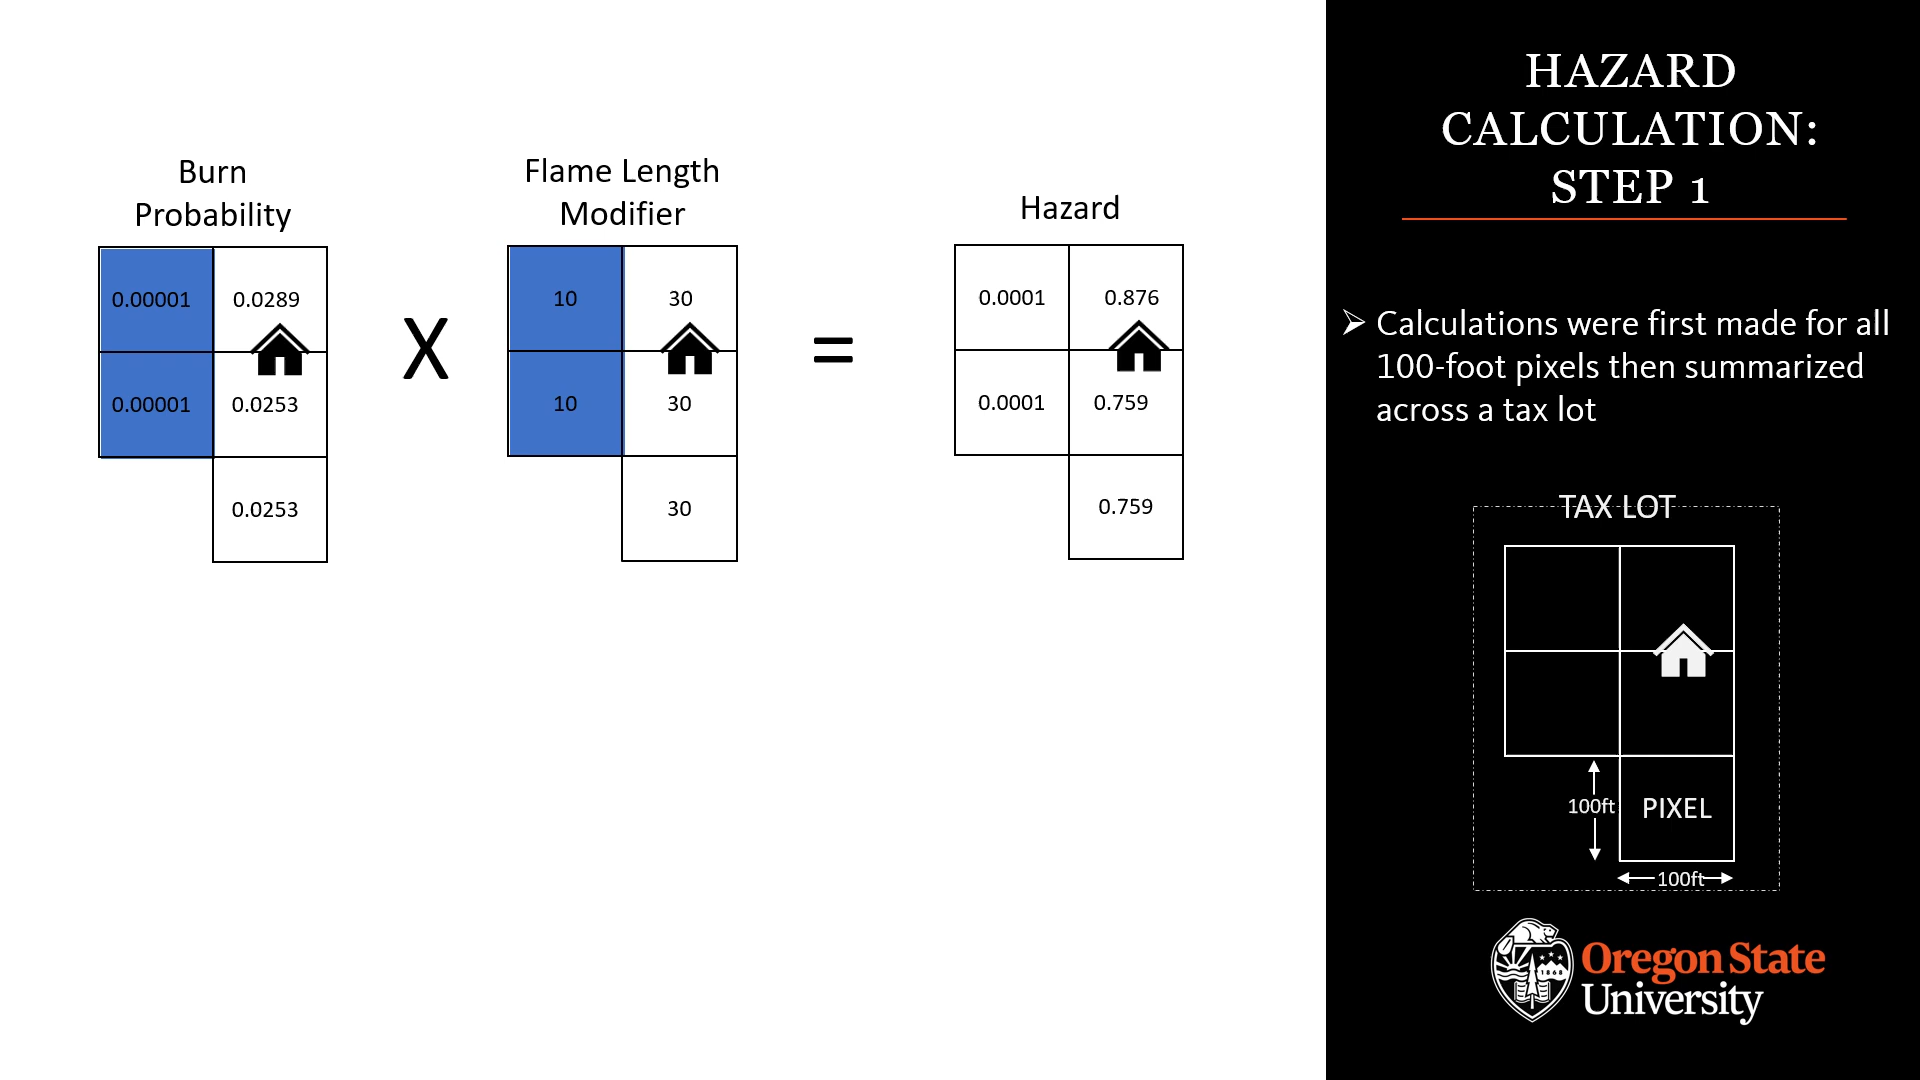 Burn
Probability
0.00001 0.0289
0.00001 0.0253
0.0253
X
Flame Length
Modifier
10 30
10 30
30
=
Hazard
0.0001 0.876
0.0001 0.759
0.759
HAZARD
CALCULATION:
STEP 1
➢ Calculations were first made for all
100-foot pixels then summarized
across a tax lot
TAX LOT
100ft PIXEL
100ft
1868
Oregon State
University